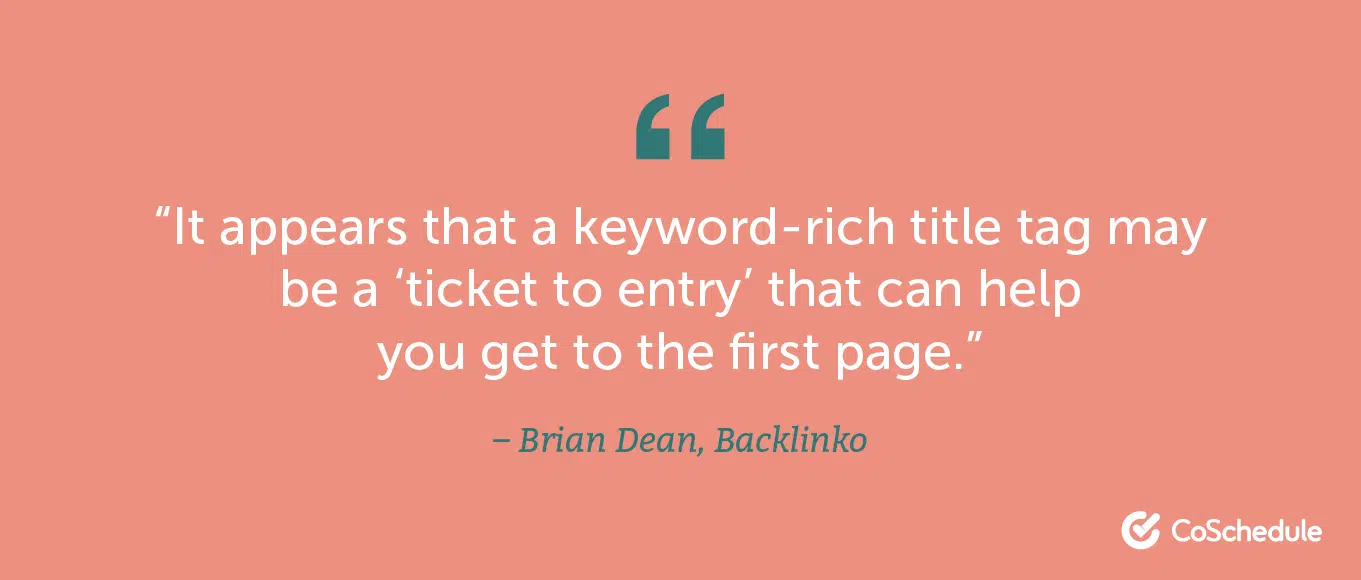 “It appears that a keyword-rich title tag may
be a ‘ticket to entry’ that can help
you get to the first page.”
– Brian Dean, Backlinko
CoSchedule